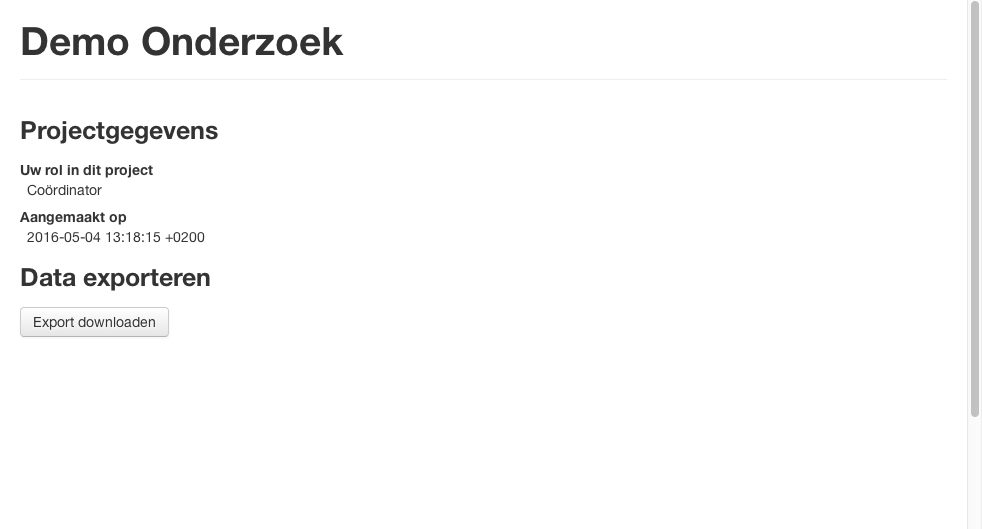 Demo Onderzoek
Projectgegevens
Uw rol in dit project
Coördinator
Aangemaakt op
2016-05-04 13:18:15 +0200
Data exporteren
Export downloaden